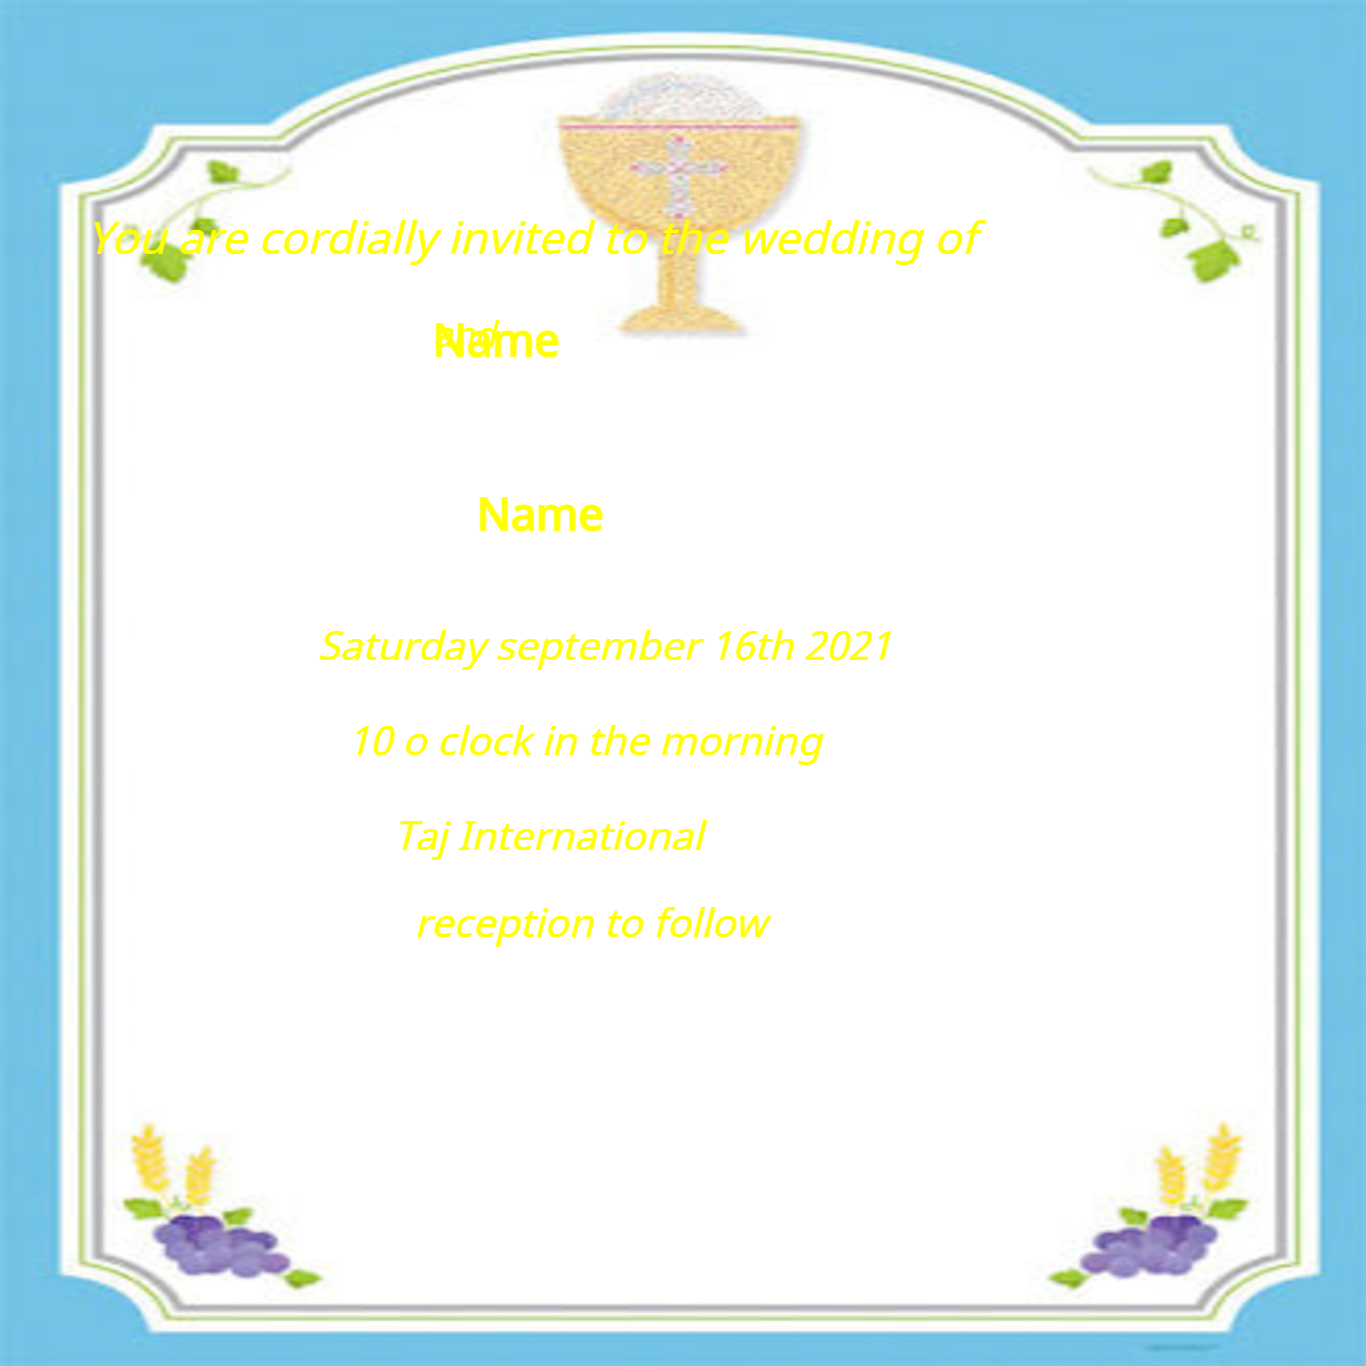 You are cordially invited to the wedding of
Name
and
Name
Saturday september 16th 2021
10 o clock in the morning
Taj International
reception to follow